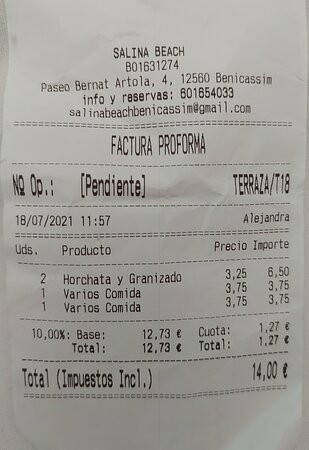 SALINA BEACH
B01631274
Paseo Bernat Artola, 4, 12560 Benicassim
info y reservas: 601654033
salinabeachbenicassim@gmail.com
FACTURA PROFORMA
Nº Op.: [Pendiente] TERRAZA/T18
18/07/2021 11:57 Alejandra
Uds. Producto Precio Importe
2 Horchata y Granizado 3,25 6,50
1 Varios Comida 3,75 3,75
1 Varios Comida 3,75 3,75
10,00%: Base: 12,73 € Cuota: 1,27 €
Total: 12,73 € Total: 1,27 €
Total (Impuestos Incl.) 14,00 €